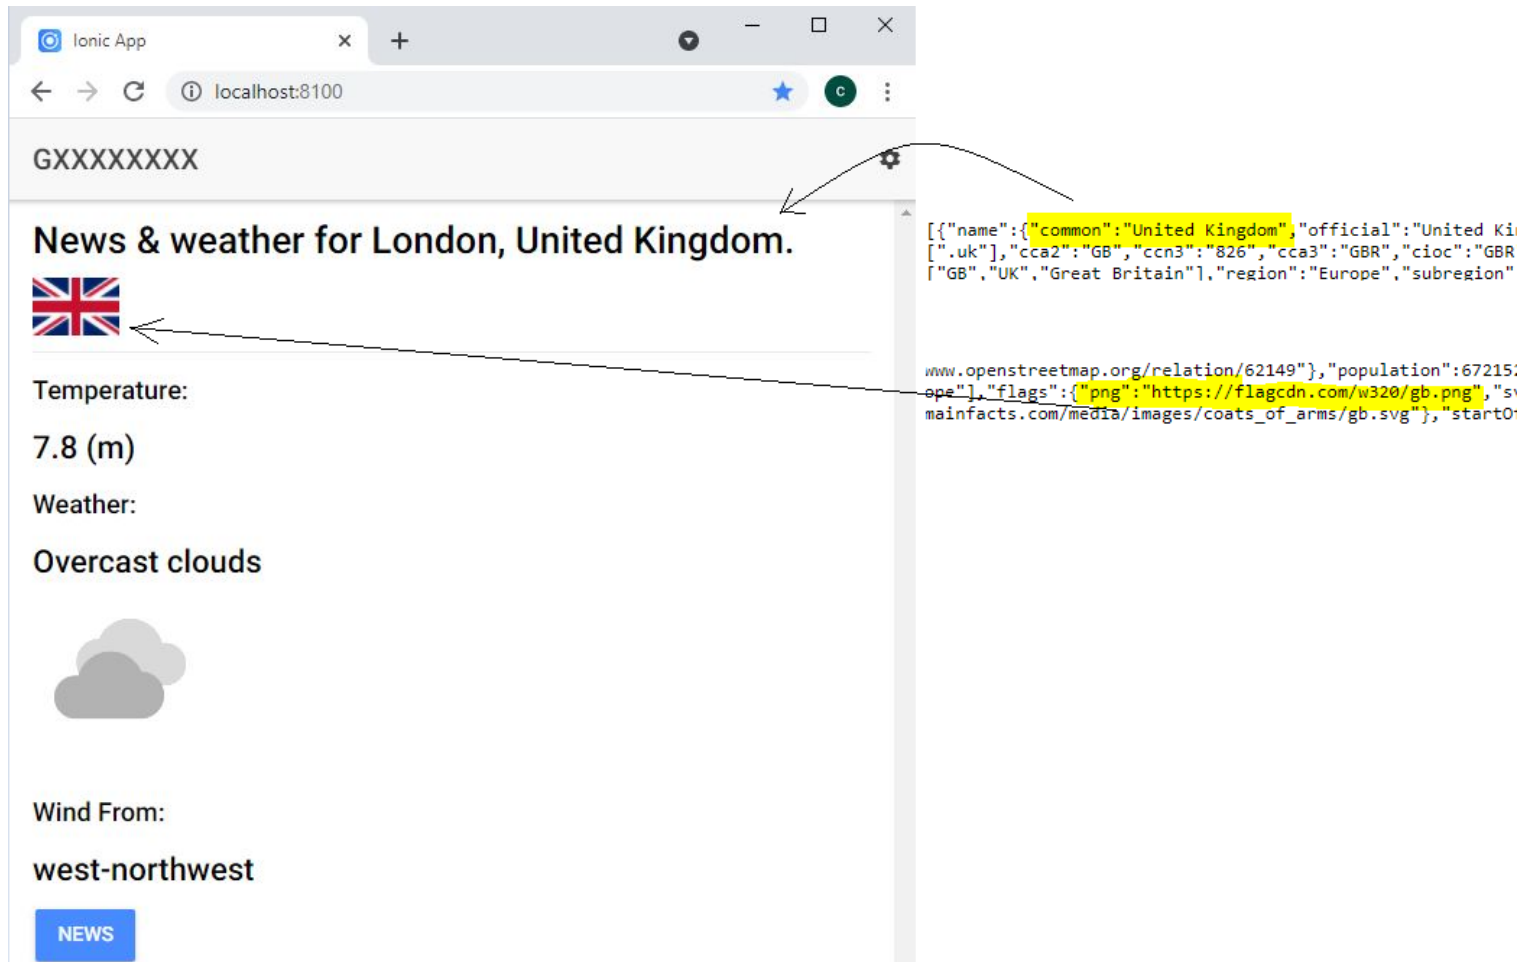 Ionic App
localhost:8100
C
GXXXXXXXX
News & weather for London, United Kingdom.
Temperature:
7.8 (m)
Weather:
Overcast clouds
Wind From:
west-northwest
NEWS
[{"name":{"common":"United Kingdom","official":"United
[".uk"],"cca2":"GB","ccn3":"826","cca3":"GBR","cioc":"GBR
["GB","UK","Great Britain"],"region":"Europe","subregion"
www.openstreetmap.org/relation/62149"},"population":672152
ope"],"flags":{"png":"https://flagcdn.com/w320/gb.png","s
mainfacts.com/media/images/coats_of_arms/gb.svg"},"startO